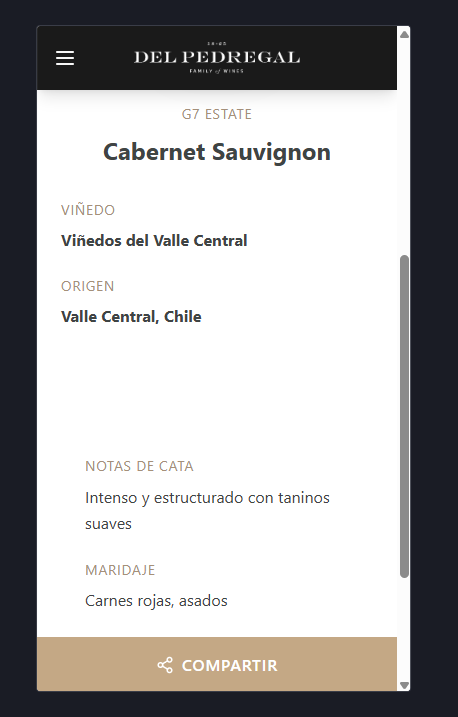 1825
DEL PEDREGAL
FAMILY of WINES
G7 ESTATE
Cabernet Sauvignon
VIÑEDO
Viñedos del Valle Central
ORIGEN
Valle Central, Chile
NOTAS DE CATA
Intenso y estructurado con taninos
suaves
MARIDAJE
Carnes rojas, asados
COMPARTIR